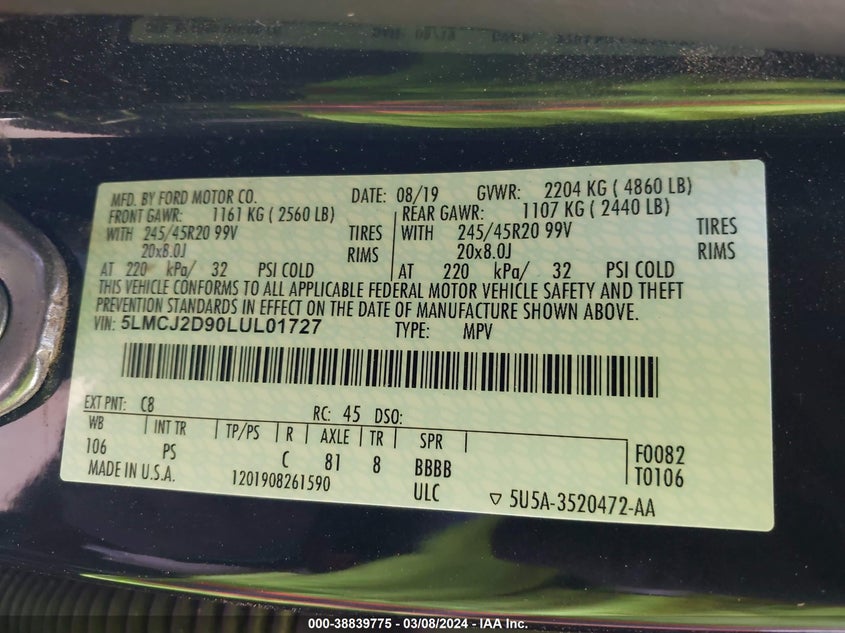 MFD. BY FORD MOTOR CO. DATE: 08/19 GVWR: 2204 KG ( 4860 LB)
FRONT GAWR: 1161 KG ( 2560 LB) REAR GAWR: 1107 KG ( 2440 LB)
WITH 245/45R20 99V TIRES WITH 245/45R20 99V TIRES
20x8.0J RIMS 20x8.0J RIMS
AT 220 kPa/ 32 PSI COLD AT 220 kPa/ 32 PSI COLD
THIS VEHICLE CONFORMS TO ALL APPLICABLE FEDERAL MOTOR VEHICLE SAFETY AND THEFT
PREVENTION STANDARDS IN EFFECT ON THE DATE OF MANUFACTURE SHOWN ABOVE.
VIN: 5LMCJ2D90LUL01727 TYPE: MPV
EXT PNT: C8 RC: 45 DSO:
WB INT TR TP/PS R AXLE TR SPR
106 PS C 81 8 BBBB F0082
MADE IN U.S.A. 1201908261590 ULC T0106
▽ 5U5A-3520472-AA
000-38839775 - 03/08/2024 - IAA Inc.